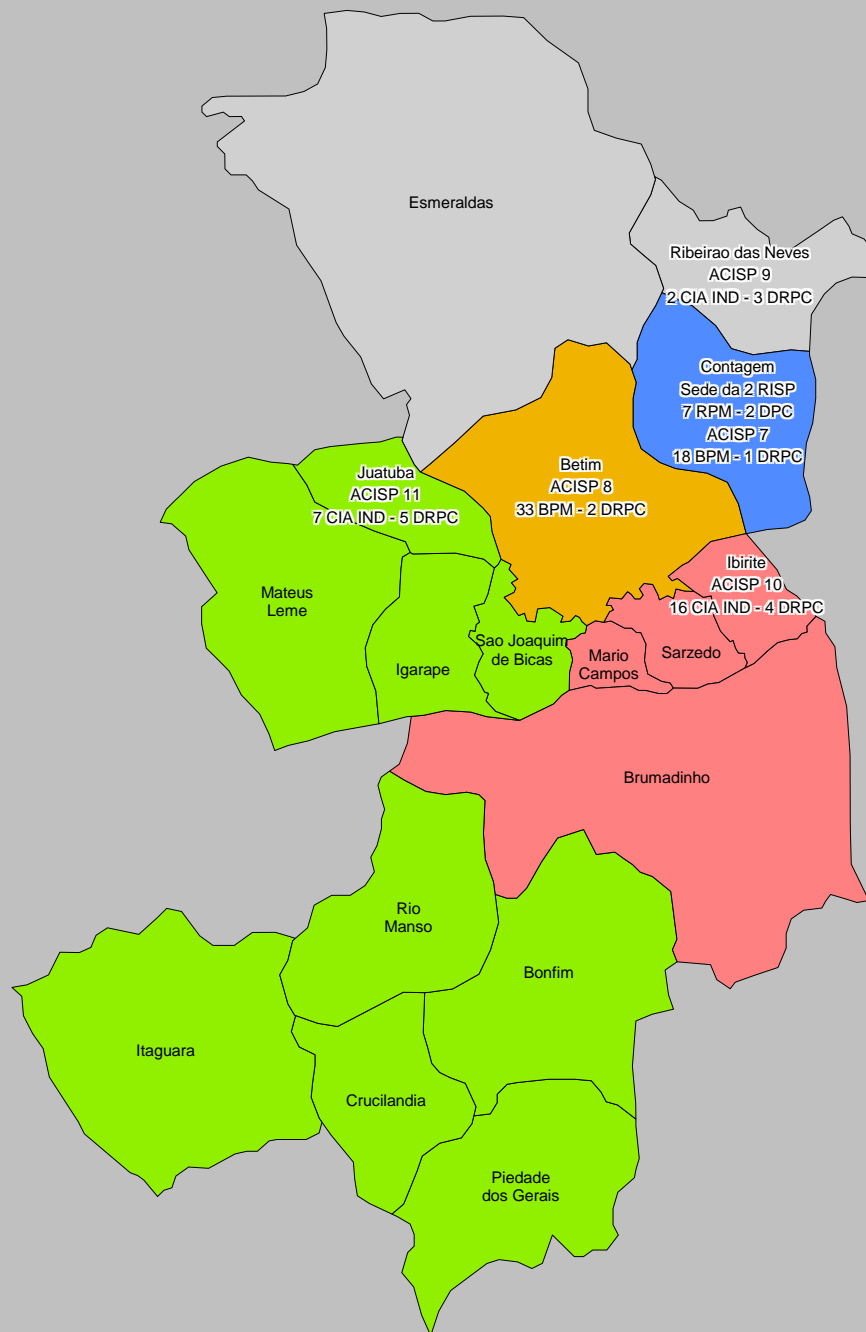 Esmeraldas
Ribeirao das Neves
ACISP 9
2 CIA IND - 3 DRPC
Contagem
Sede da 2 RISP
7 RPM - 2 DPC
ACISP 7
18 BPM - 1 DRPC
Betim
ACISP 8
33 BPM - 2 DRPC
Juatuba
ACISP 11
7 CIA IND - 5 DRPC
Ibirite
ACISP 10
16 CIA IND - 4 DRPC
Mateus
Leme
Igarape
Sao Joaquim
de Bicas
Mario
Campos
Sarzedo
Brumadinho
Rio
Manso
Bonfim
Itaguara
Crucilandia
Piedade
dos Gerais